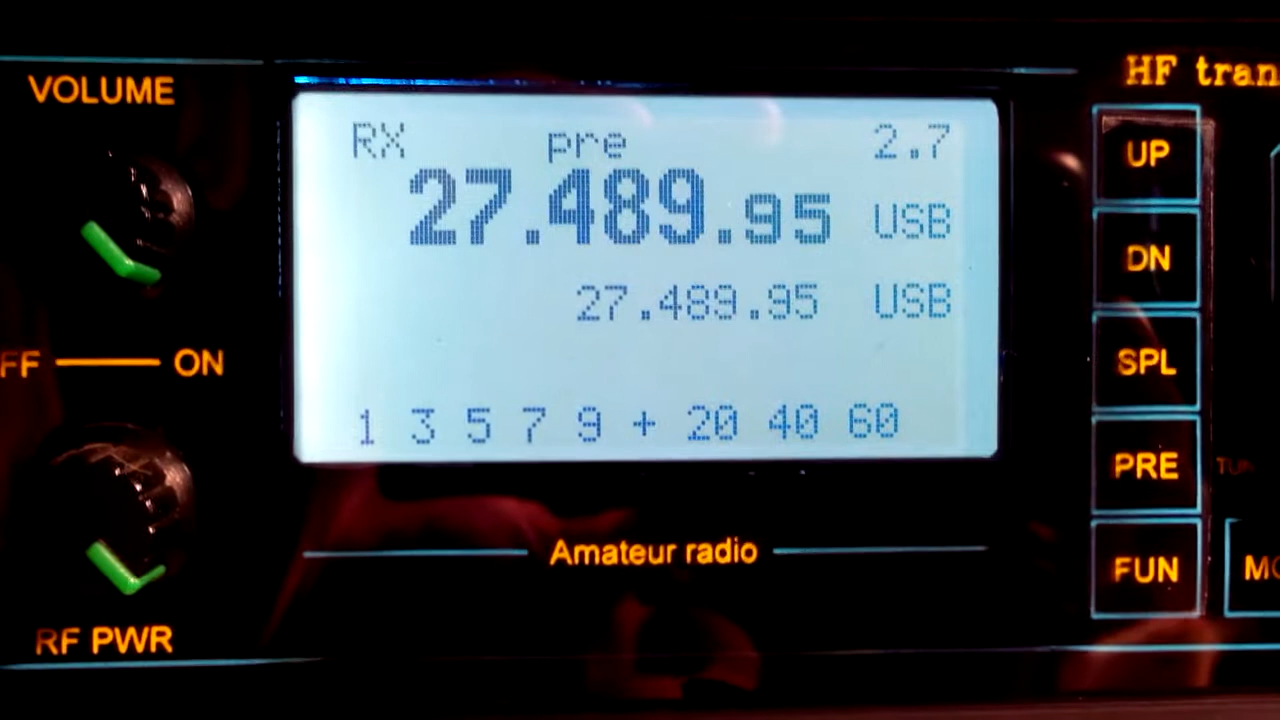 VOLUME
HF tran
RX pre 2.7
27.489.95 USB
27.489.95 USB
1 3 5 7 9 + 20 40 60
FF ON
RF PWR
Amateur radio
UP
DN
SPL
PRE
FUN